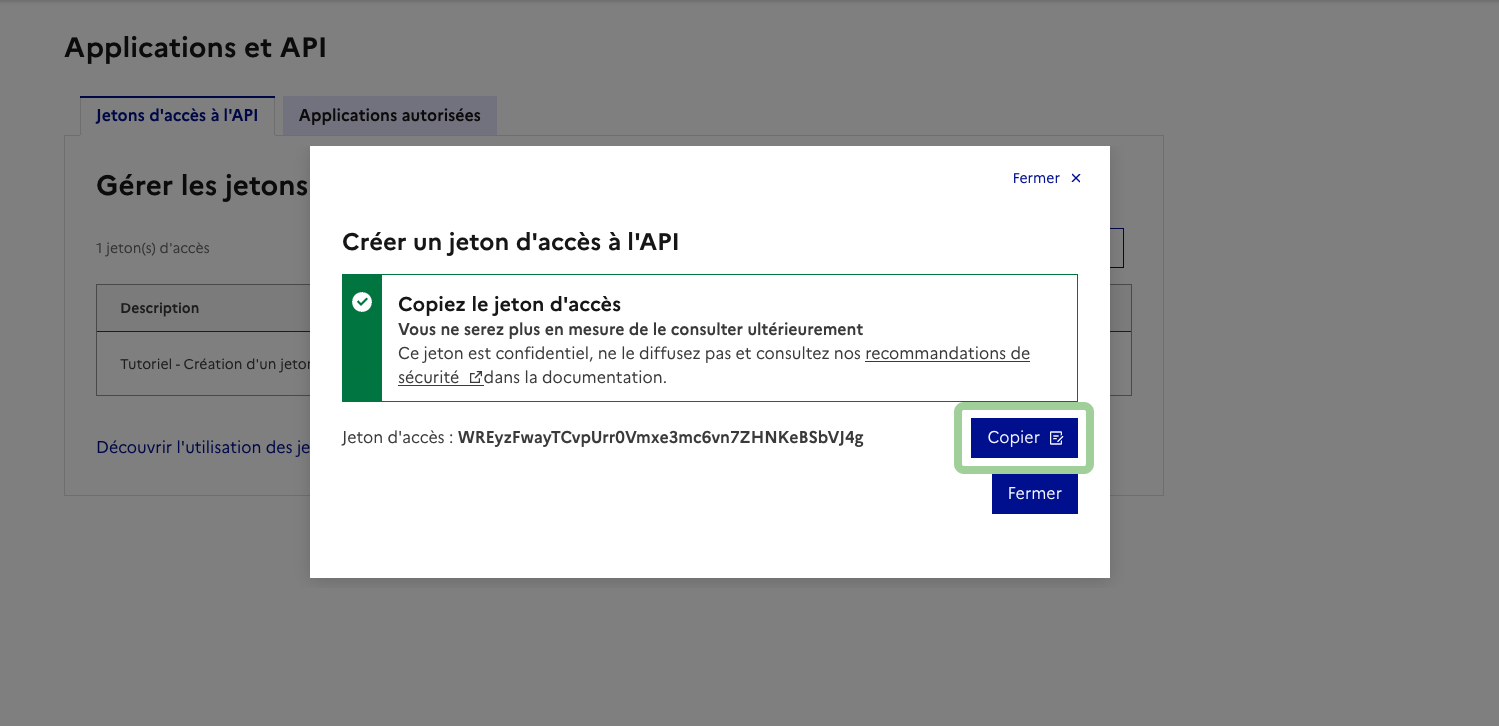 Applications et API
Jetons d'accès à l'API
Applications autorisées
Gérer les jetons
1 jeton(s) d'accès
Description
Tutoriel - Création d'un jeton
Découvrir l'utilisation des je
Fermer
Créer un jeton d'accès à l'API
Copiez le jeton d'accès
Vous ne serez plus en mesure de le consulter ultérieurement
Ce jeton est confidentiel, ne le diffusez pas et consultez nos recommandations de
sécurité dans la documentation.
Jeton d'accès : WREyzFwayTCvpUrr0Vmxe3mc6vn7ZHNKeBSbVJ4g
Copier
Fermer